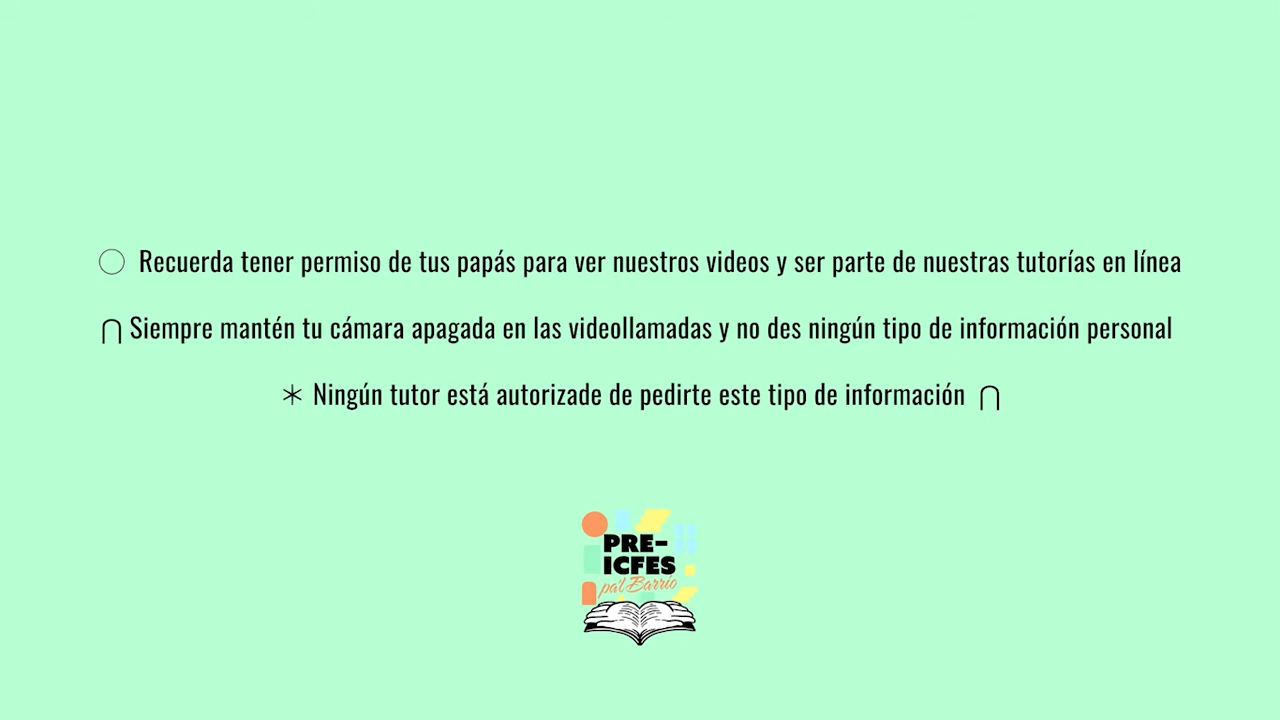 Recuerda tener permiso de tus papás para ver nuestros videos y ser parte de nuestras tutorías en línea
Siempre mantén tu cámara apagada en las videollamadas y no des ningún tipo de información personal
Ningún tutor está autorizade de pedirte este tipo de información
PRE-
ICFES
pa'l Barrio